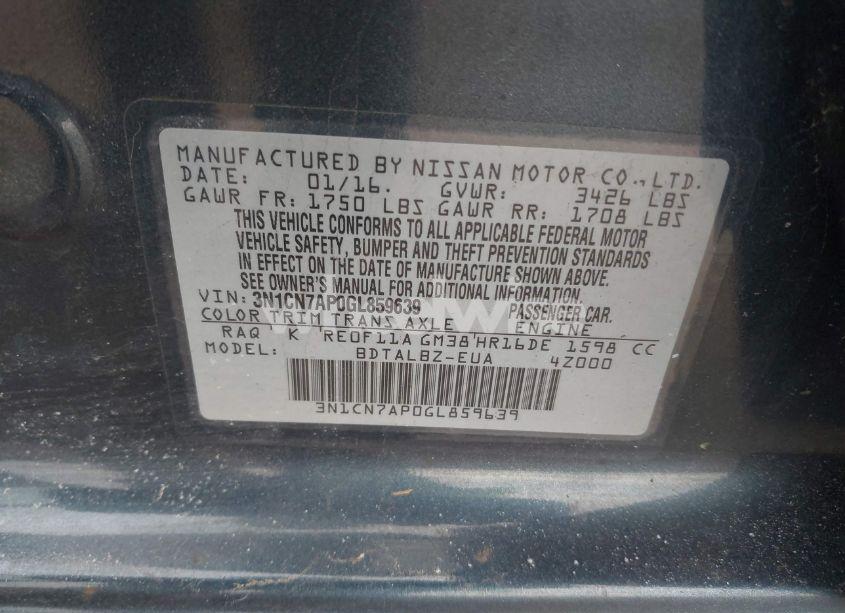 MANUFACTURED BY NISSAN MOTOR CO.,LTD.
DATE: 01/16. GVWR: 3426 LBS
GAWR FR: 1750 LBS GAWR RR: 1708 LBS
THIS VEHICLE CONFORMS TO ALL APPLICABLE FEDERAL MOTOR
VEHICLE SAFETY, BUMPER AND THEFT PREVENTION STANDARDS
IN EFFECT ON THE DATE OF MANUFACTURE SHOWN ABOVE.
SEE OWNER'S MANUAL FOR ADDITIONAL INFORMATION.
VIN: 3N1CN7AP0GL859639 PASSENGER CAR.
COLOR TRIM TRANS AXLE ENGINE
RAQ K RE0F11A GM38 HR16DE 1598 CC
MODEL: BDTALBZ-EUA 4Z000
3N1CN7AP0GL859639